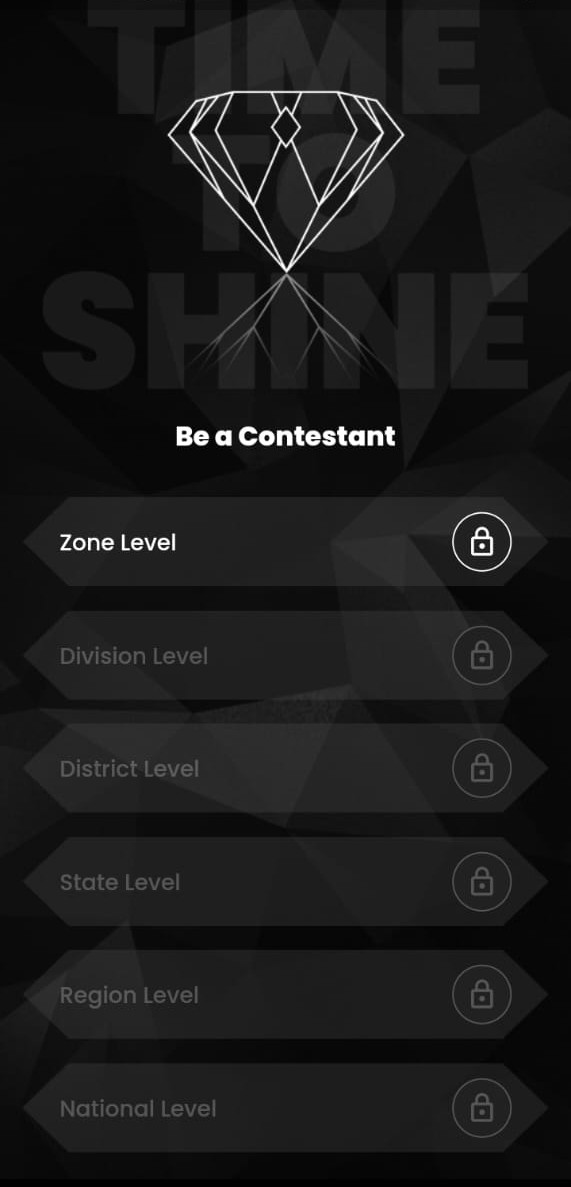 TIME
TO
SHINE
Be a Contestant
Zone Level
Division Level
District Level
State Level
Region Level
National Level